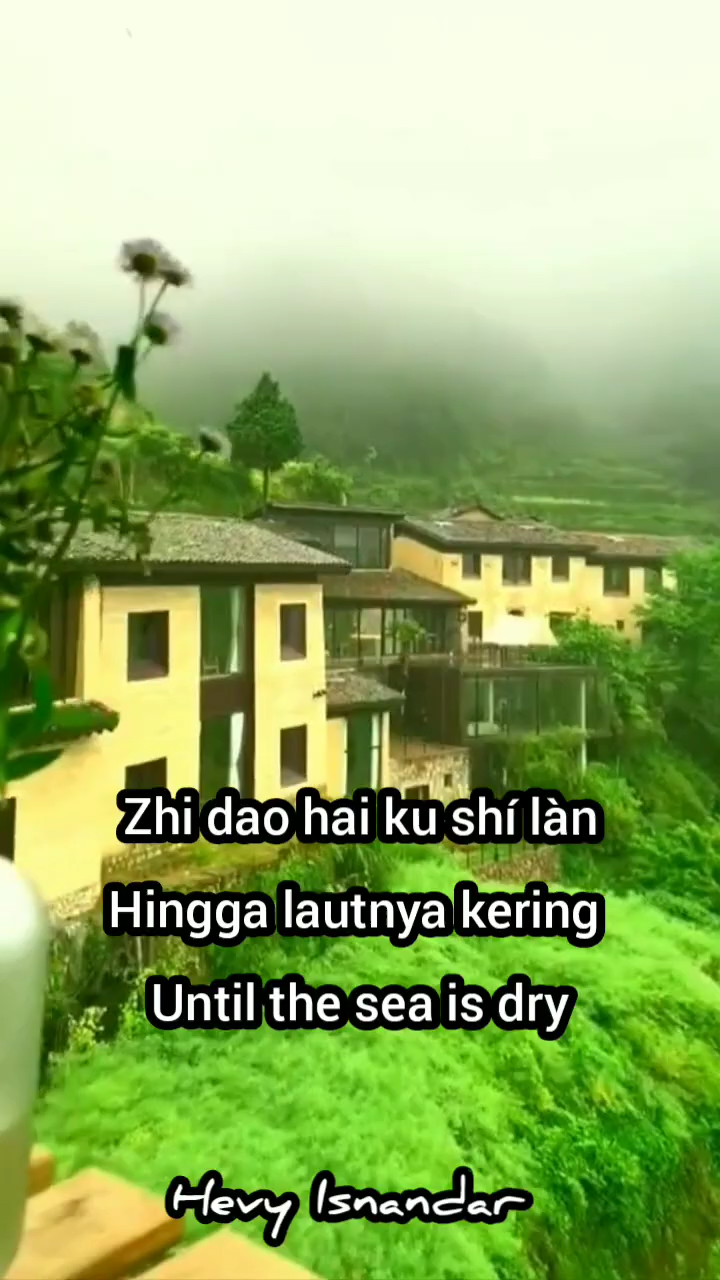 Zhi dao hai ku shí làn
Hingga lautnya kering
Until the sea is dry
Hevy Isnandar